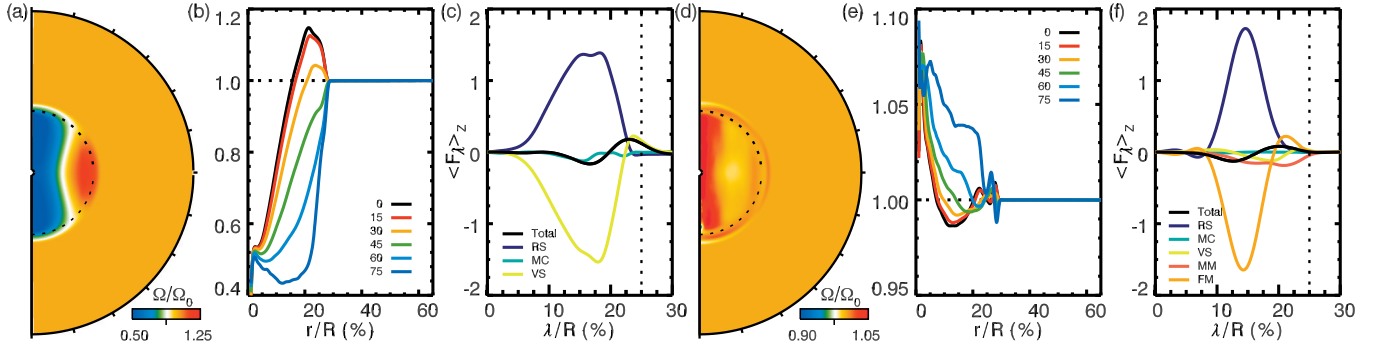 (a)
Ω/Ω₀
0.50 1.25
(b)
1.2
1.0
0.8
0.6
0.4
0
15
30
45
60
75
0 20 40 60
r/R (%)
(c)
<Fλ>z
2
1
0
-1
-2
Total
RS
MC
VS
0 10 20 30
λ/R (%)
(d)
Ω/Ω₀
0.90 1.05
(e)
1.10
1.05
1.00
0.95
0
15
30
45
60
75
0 20 40 60
r/R (%)
(f)
<Fλ>z
2
1
0
-1
-2
Total
RS
MC
VS
MM
FM
0 10 20 30
λ/R (%)